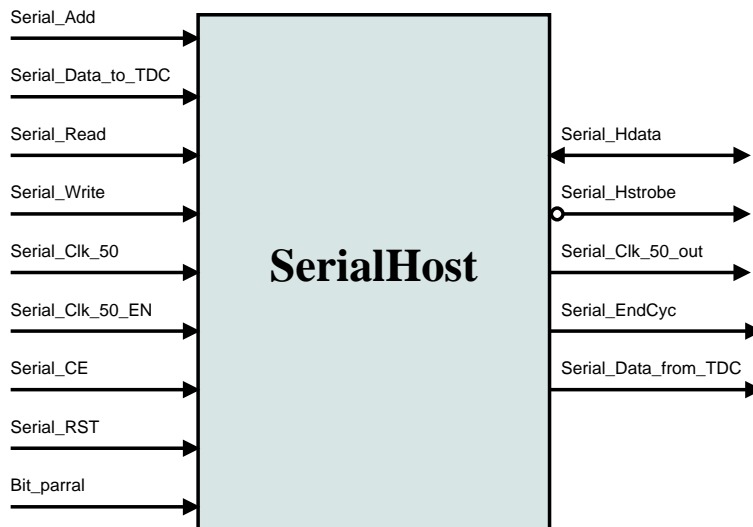 Serial_Add
Serial_Data_to_TDC
Serial_Read
Serial_Write
Serial_Clk_50
Serial_Clk_50_EN
Serial_CE
Serial_RST
Bit_parral
SerialHost
Serial_Hdata
Serial_Hstrobe
Serial_Clk_50_out
Serial_EndCyc
Serial_Data_from_TDC